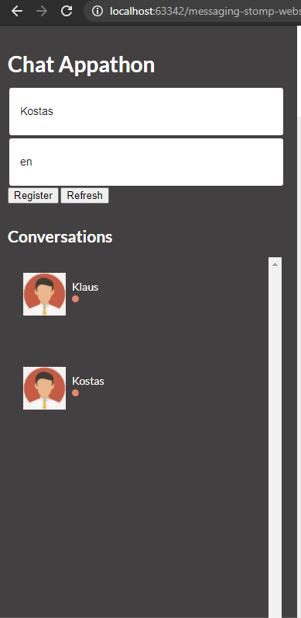 localhost:63342/messaging-stomp-webs
Chat Appathon
Kostas
en
Register Refresh
Conversations
Klaus
Kostas